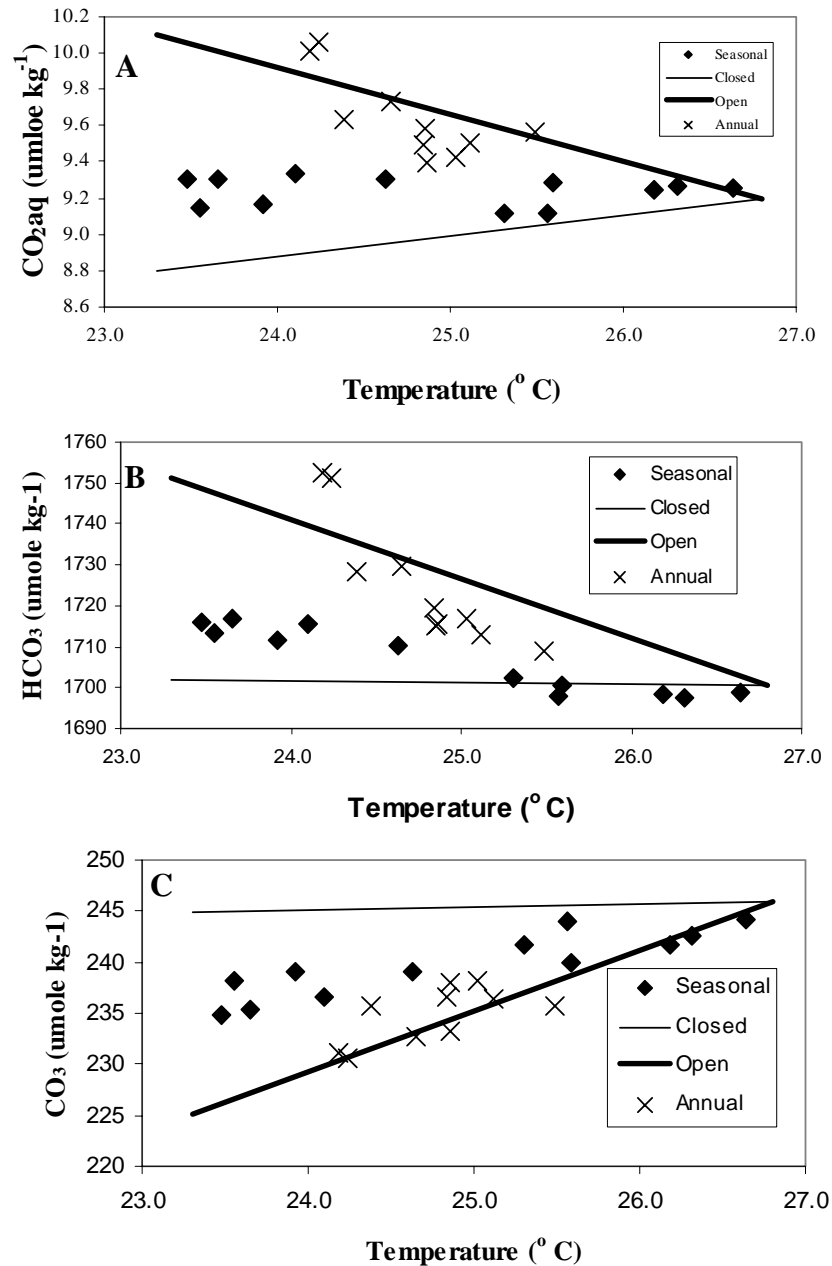 10.2
10.0
9.8
9.6
9.4
9.2
9.0
8.8
8.6
CO₂aq (umloe kg⁻¹)
A
Seasonal
Closed
Open
Annual
23.0 24.0 25.0 26.0 27.0
Temperature (° C)
1760
1750
1740
1730
1720
1710
1700
1690
HCO₃ (umole kg-1)
B
Seasonal
Closed
Open
Annual
23.0 24.0 25.0 26.0 27.0
Temperature (° C)
250
245
240
235
230
225
220
CO₃ (umole kg-1)
C
Seasonal
Closed
Open
Annual
23.0 24.0 25.0 26.0 27.0
Temperature (° C)